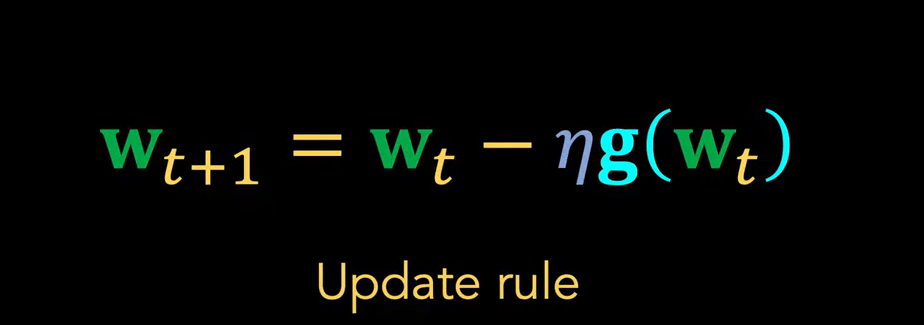 𝐰ₜ₊₁ = 𝐰ₜ − η𝐠(𝐰ₜ)
Update rule